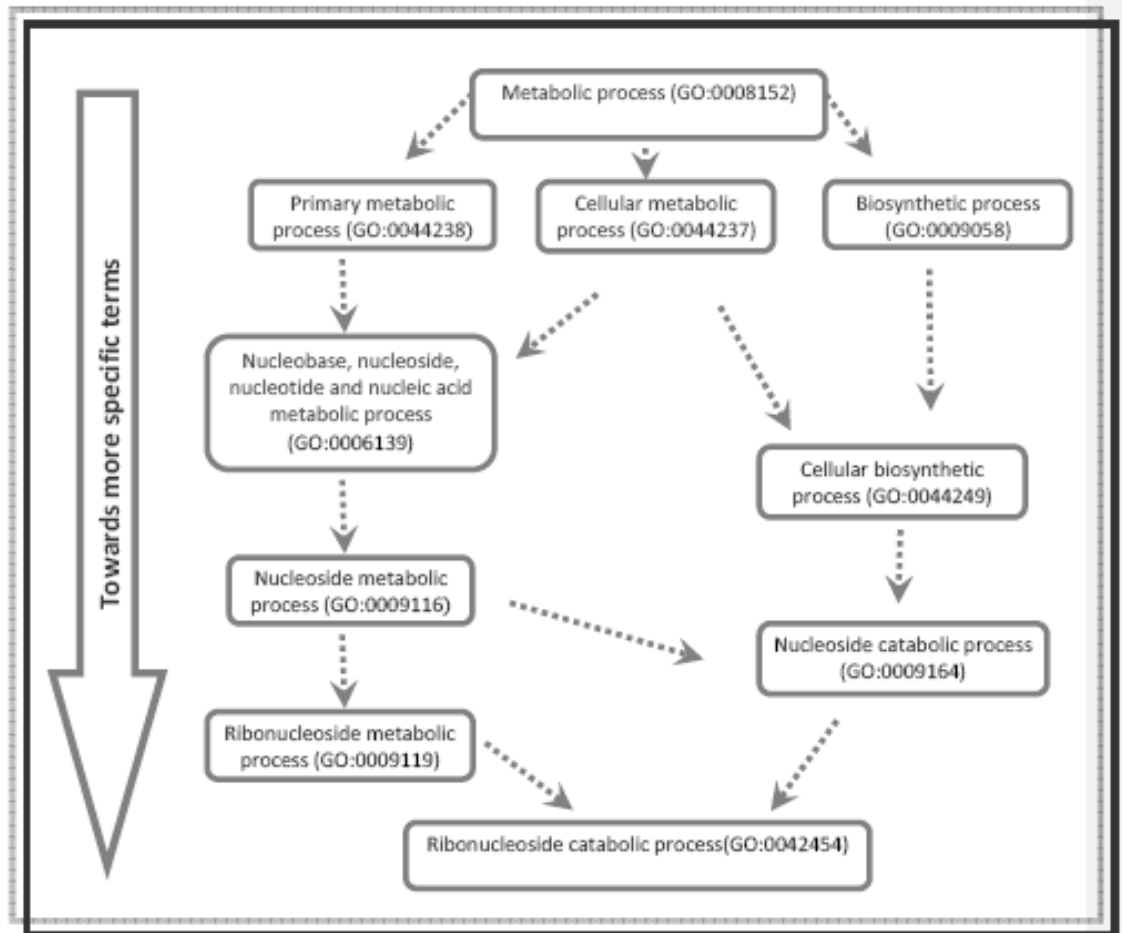 Towards more specific terms
Metabolic process (GO:0008152)
Primary metabolic
process (GO:0044238)
Cellular metabolic
process (GO:0044237)
Biosynthetic process
(GO:0009058)
Nucleobase, nucleoside,
nucleotide and nucleic acid
metabolic process
(GO:0006139)
Cellular biosynthetic
process (GO:0044249)
Nucleoside metabolic
process (GO:0009116)
Nucleoside catabolic process
(GO:0009164)
Ribonucleoside metabolic
process (GO:0009119)
Ribonucleoside catabolic process(GO:0042454)